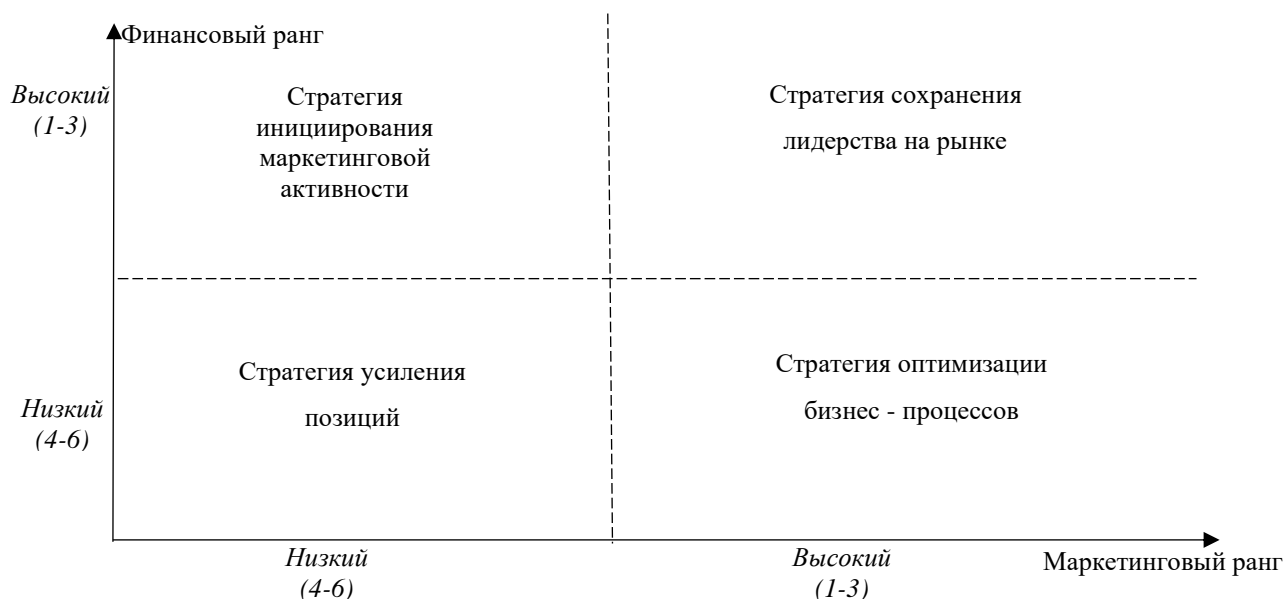 Финансовый ранг
Высокий
(1-3)
Стратегия
инициирования
маркетинговой
активности
Стратегия сохранения
лидерства на рынке
Низкий
(4-6)
Стратегия усиления
позиций
Стратегия оптимизации
бизнес - процессов
Низкий
(4-6)
Высокий
(1-3)
Маркетинговый ранг